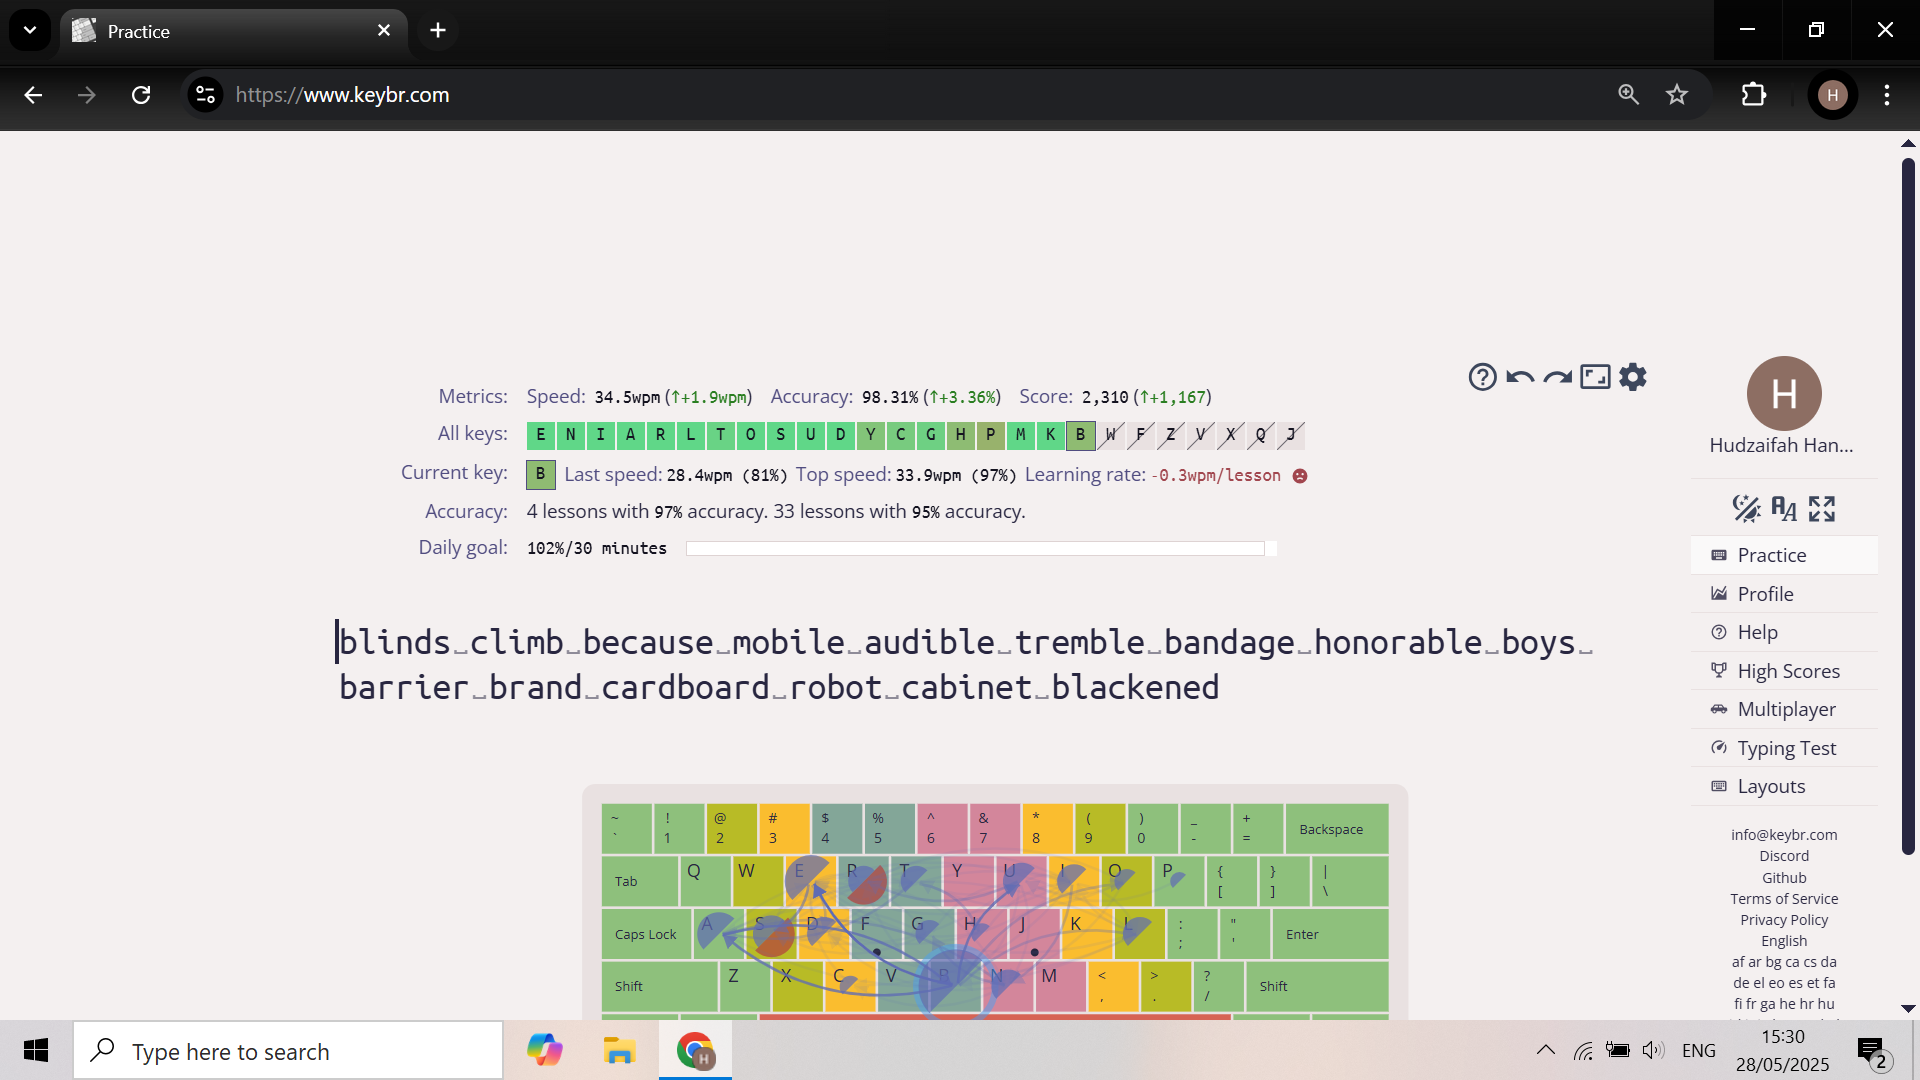 Practice
https://www.keybr.com
H
Metrics: Speed: 34.5wpm (↑+1.9wpm) Accuracy: 98.31% (↑+3.36%) Score: 2,310 (↑+1,167)
All keys: E N I A R L T O S U D Y C G H P M K B W F Z V X Q J
Current key: B Last speed: 28.4wpm (81%) Top speed: 33.9wpm (97%) Learning rate: -0.3wpm/lesson
Accuracy: 4 lessons with 97% accuracy. 33 lessons with 95% accuracy.
Daily goal: 102%/30 minutes
blinds␣climb␣because␣mobile␣audible␣tremble␣bandage␣honorable␣boys␣
barrier␣brand␣cardboard␣robot␣cabinet␣blackened
~ ! @ # $ % ^ & * ( ) _ +
` 1 2 3 4 5 6 7 8 9 0 - = Backspace
Tab Q W E R T Y U I O P { } |
[ ] \
Caps Lock A S D F G H J K L : "
; ' Enter
Shift Z X C V B N M < > ?
, . / Shift
H
Hudzaifah Han...
AA
Practice
Profile
Help
High Scores
Multiplayer
Typing Test
Layouts
info@keybr.com
Discord
Github
Terms of Service
Privacy Policy
English
af ar bg ca cs da
de el eo es et fa
fi fr ga he hr hu
Type here to search
H
ENG
15:30
28/05/2025
2